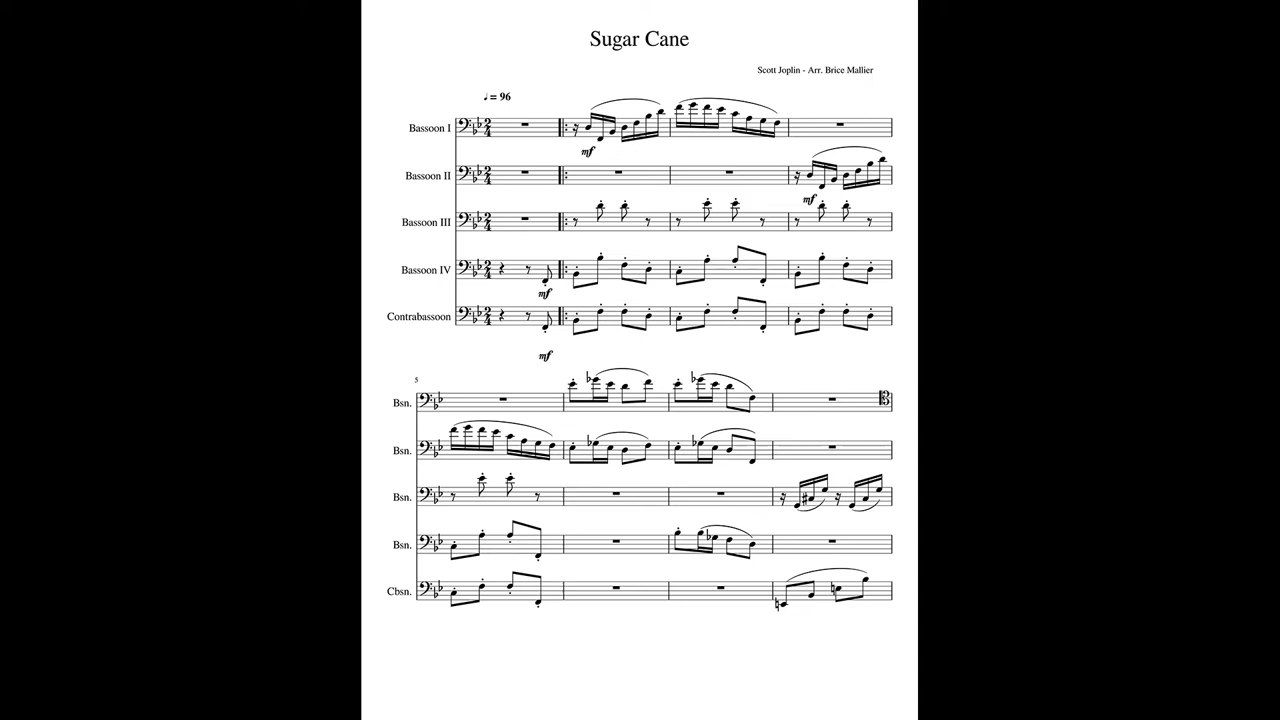 Sugar Cane
Scott Joplin - Arr. Brice Mallier
♩ = 96
Bassoon I
mf
Bassoon II
mf
Bassoon III
Bassoon IV
mf
Contrabassoon
mf
5
Bsn.
Bsn.
Bsn.
Bsn.
Cbsn.